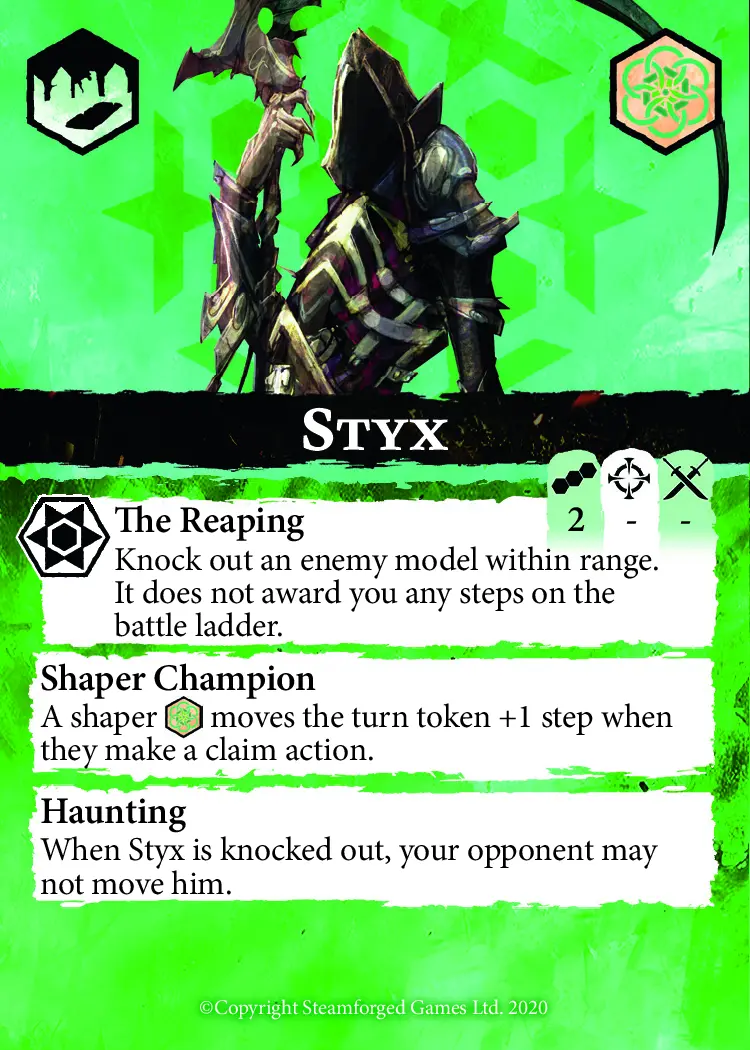 Styx
2 - -
The Reaping
Knock out an enemy model within range.
It does not award you any steps on the
battle ladder.
Shaper Champion
A shaper moves the turn token +1 step when
they make a claim action.
Haunting
When Styx is knocked out, your opponent may
not move him.
©Copyright Steamforged Games Ltd. 2020